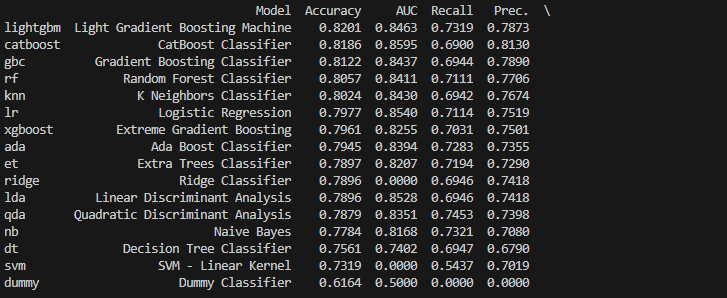 Model Accuracy AUC Recall Prec. \
lightgbm Light Gradient Boosting Machine 0.8201 0.8463 0.7319 0.7873
catboost CatBoost Classifier 0.8186 0.8595 0.6900 0.8130
gbc Gradient Boosting Classifier 0.8122 0.8437 0.6944 0.7890
rf Random Forest Classifier 0.8057 0.8411 0.7111 0.7706
knn K Neighbors Classifier 0.8024 0.8430 0.6942 0.7674
lr Logistic Regression 0.7977 0.8540 0.7114 0.7519
xgboost Extreme Gradient Boosting 0.7961 0.8255 0.7031 0.7501
ada Ada Boost Classifier 0.7945 0.8394 0.7283 0.7355
et Extra Trees Classifier 0.7897 0.8207 0.7194 0.7290
ridge Ridge Classifier 0.7896 0.0000 0.6946 0.7418
lda Linear Discriminant Analysis 0.7896 0.8528 0.6946 0.7418
qda Quadratic Discriminant Analysis 0.7879 0.8351 0.7453 0.7398
nb Naive Bayes 0.7784 0.8168 0.7321 0.7080
dt Decision Tree Classifier 0.7561 0.7402 0.6947 0.6790
svm SVM - Linear Kernel 0.7319 0.0000 0.5437 0.7019
dummy Dummy Classifier 0.6164 0.5000 0.0000 0.0000